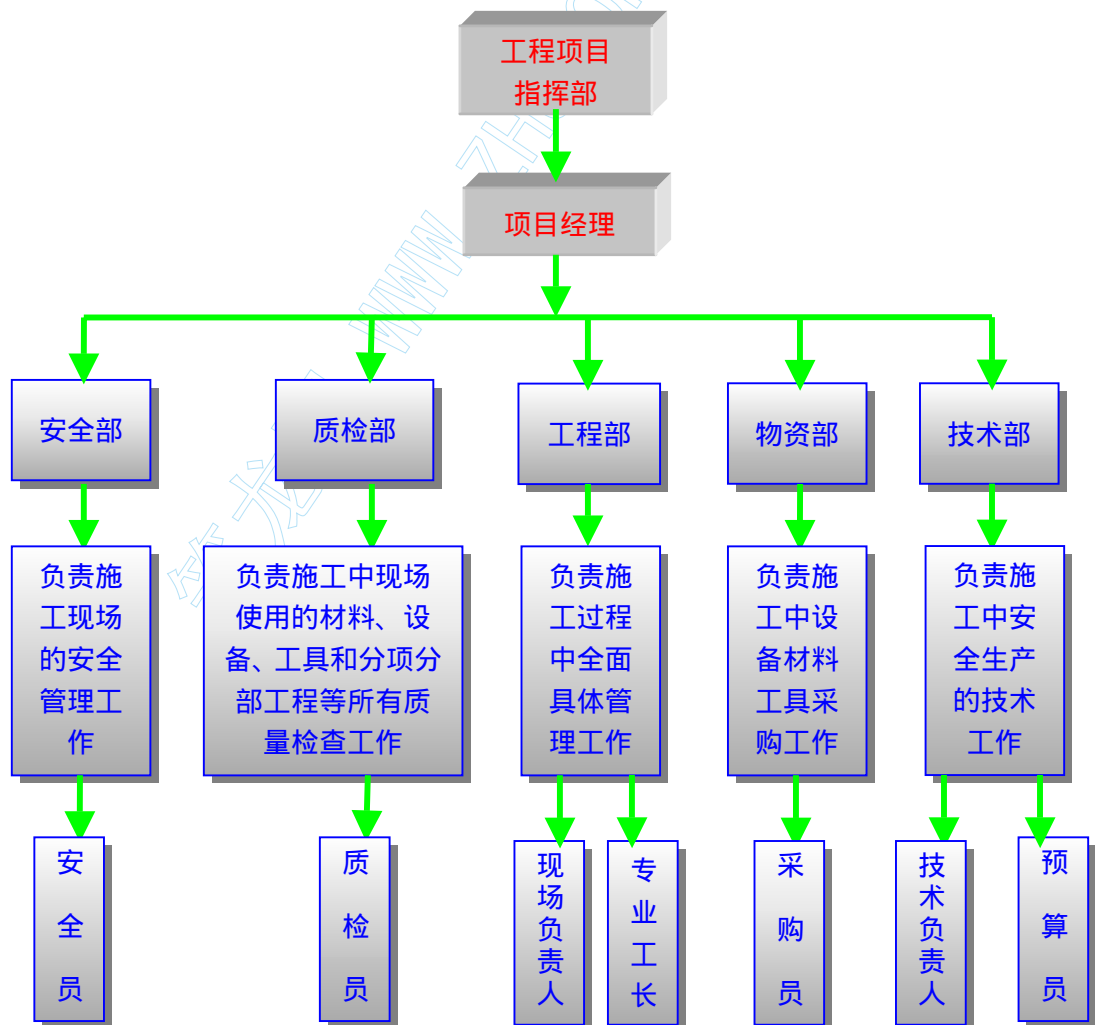 工程项目
指挥部
项目经理
安全部
质检部
工程部
物资部
技术部
负责施
工现场
的安全
管理工
作
负责施工中现场
使用的材料、设
备、工具和分项分
部工程等所有质
量检查工作
负责施
工过程
中全面
具体管
理工作
负责施
工中设
备材料
工具采
购工作
负责施
工中安
全生产
的技术
工作
安全员
质检员
现场负责人
专业工长
采购员
技术负责人
预算员
筑龙
WWW.ZH